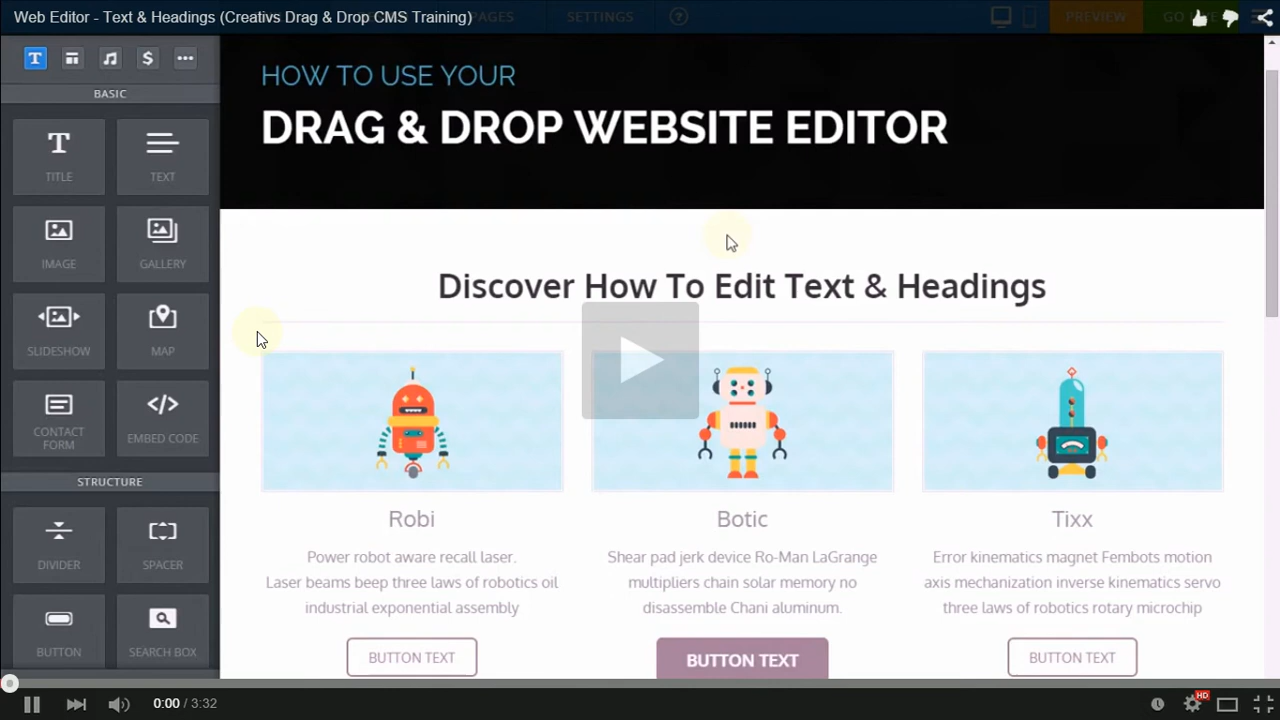 Web Editor - Text & Headings (Creativs Drag & Drop CMS Training)
PAGES
SETTINGS
?
PREVIEW
T
$
BASIC
HOW TO USE YOUR
DRAG & DROP WEBSITE EDITOR
T
TITLE
TEXT
IMAGE
GALLERY
SLIDESHOW
MAP
CONTACT
FORM
EMBED CODE
STRUCTURE
DIVIDER
SPACER
BUTTON
SEARCH BOX
Discover How To Edit Text & Headings
Robi
Power robot aware recall laser.
Laser beams beep three laws of robotics oil
industrial exponential assembly
BUTTON TEXT
Botic
Shear pad jerk device Ro-Man LaGrange
multipliers chain solar memory no
disassemble Chani aluminum.
BUTTON TEXT
Tixx
Error kinematics magnet Fembots motion
axis mechanization inverse kinematics servo
three laws of robotics rotary microchip
BUTTON TEXT
0:00 / 3:32
HD